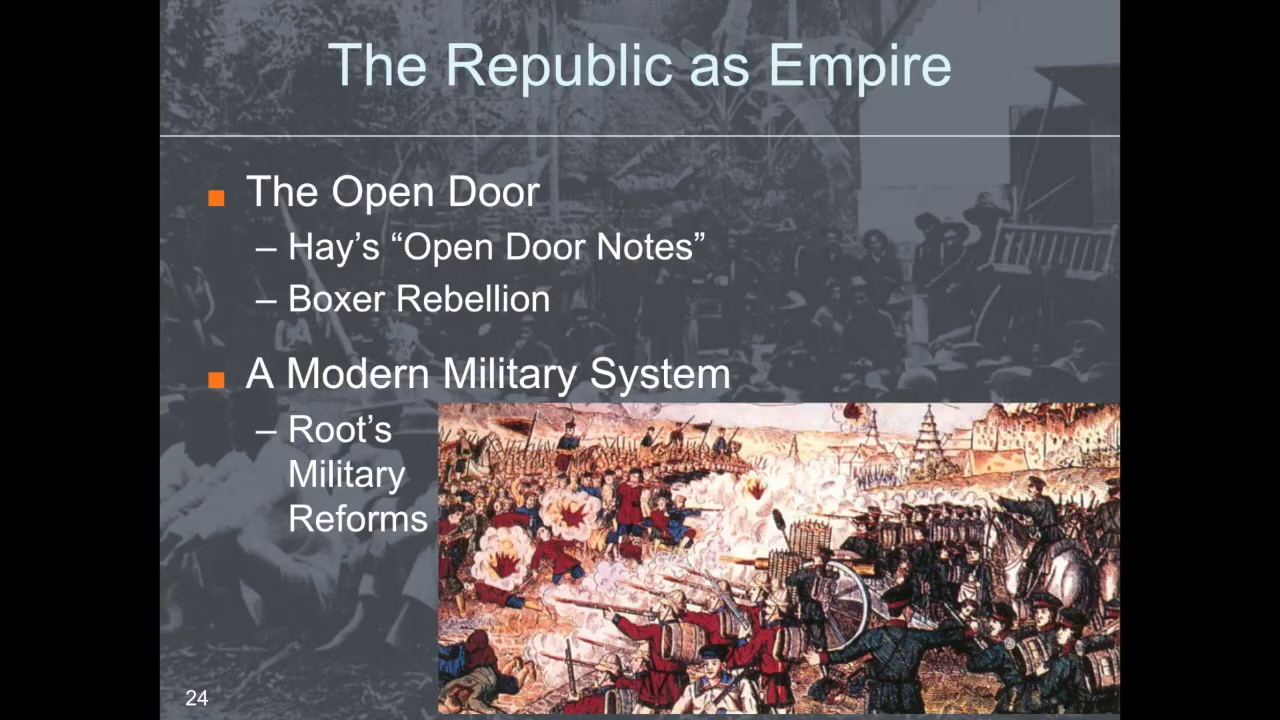 The Republic as Empire
■ The Open Door
– Hay’s “Open Door Notes”
– Boxer Rebellion
■ A Modern Military System
– Root’s
Military
Reforms
24